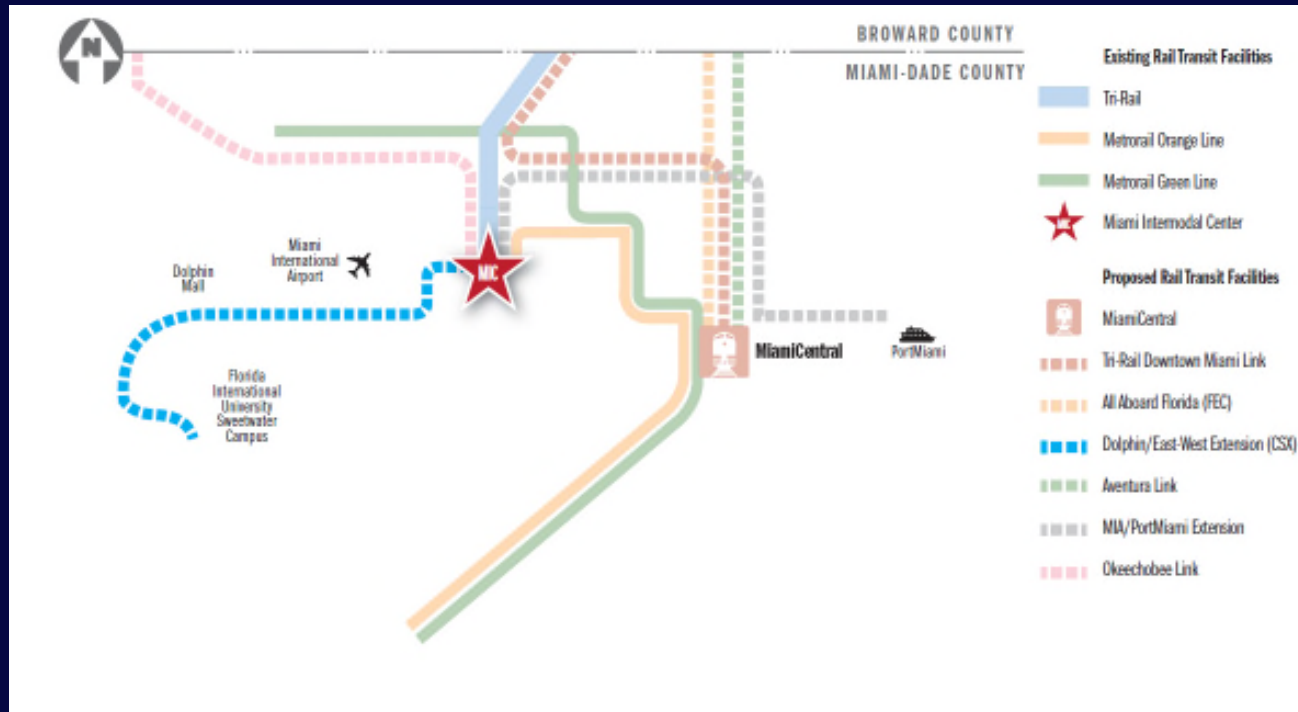 N
BROWARD COUNTY
MIAMI-DADE COUNTY
Miami
International
Airport
Dolphin
Mall
MIC
Florida
International
University
Sweetwater
Campus
MiamiCentral
PortMiami
Existing Rail Transit Facilities
Tri-Rail
Metrorail Orange Line
Metrorail Green Line
MIC
Miami Intermodal Center
Proposed Rail Transit Facilities
MiamiCentral
Tri-Rail Downtown Miami Link
All Aboard Florida (FEC)
Dolphin/East-West Extension (CSX)
Aventura Link
MIA/PortMiami Extension
Okeechobee Link